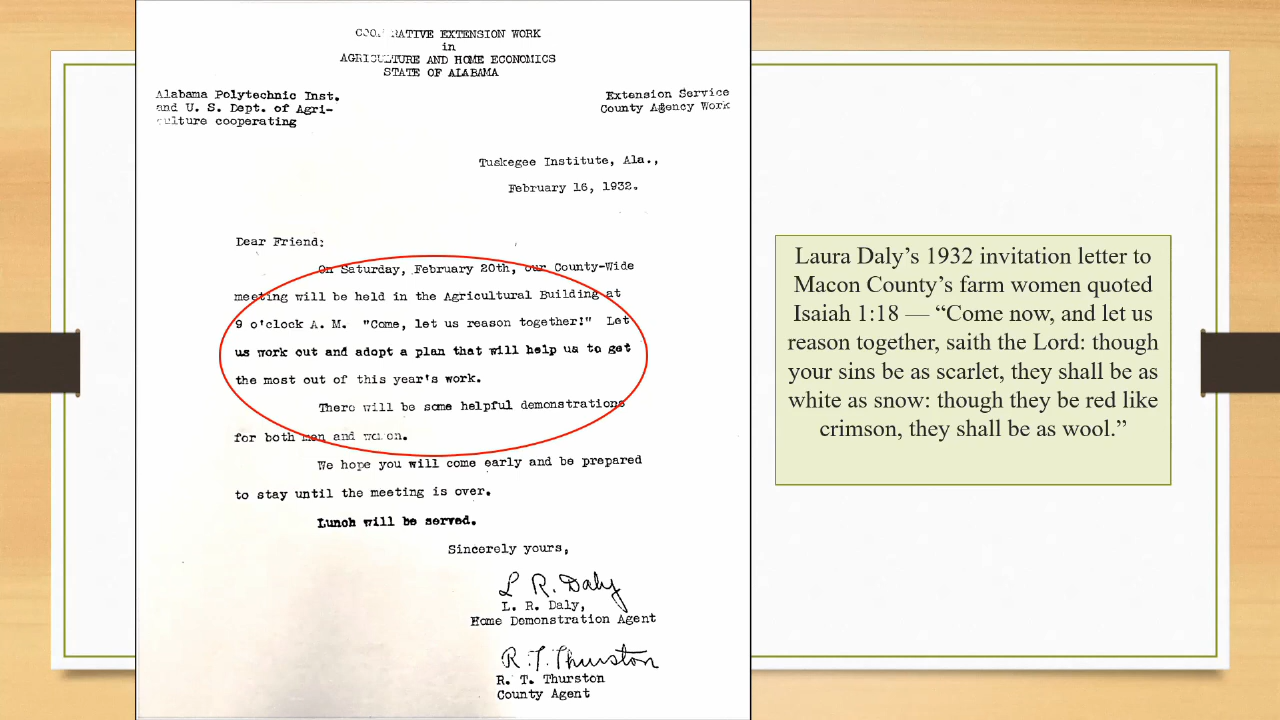 COOPERATIVE EXTENSION WORK
in
AGRICULTURE AND HOME ECONOMICS
STATE OF ALABAMA
Alabama Polytechnic Inst.
and U. S. Dept. of Agri-
culture cooperating
Extension Service
County Agency Work
Tuskegee Institute, Ala.,
February 16, 1932.
Dear Friend:
On Saturday, February 20th, our County-Wide
meeting will be held in the Agricultural Building at
9 o'clock A. M. "Come, let us reason together!" Let
us work out and adopt a plan that will help us to get
the most out of this year's work.
There will be some helpful demonstrations
for both men and women.
We hope you will come early and be prepared
to stay until the meeting is over.
Lunch will be served.
Sincerely yours,
L R. Daly
L. R. Daly,
Home Demonstration Agent
R. T. Thurston
R. T. Thurston
County Agent
Laura Daly’s 1932 invitation letter to
Macon County’s farm women quoted
Isaiah 1:18 — “Come now, and let us
reason together, saith the Lord: though
your sins be as scarlet, they shall be as
white as snow: though they be red like
crimson, they shall be as wool.”